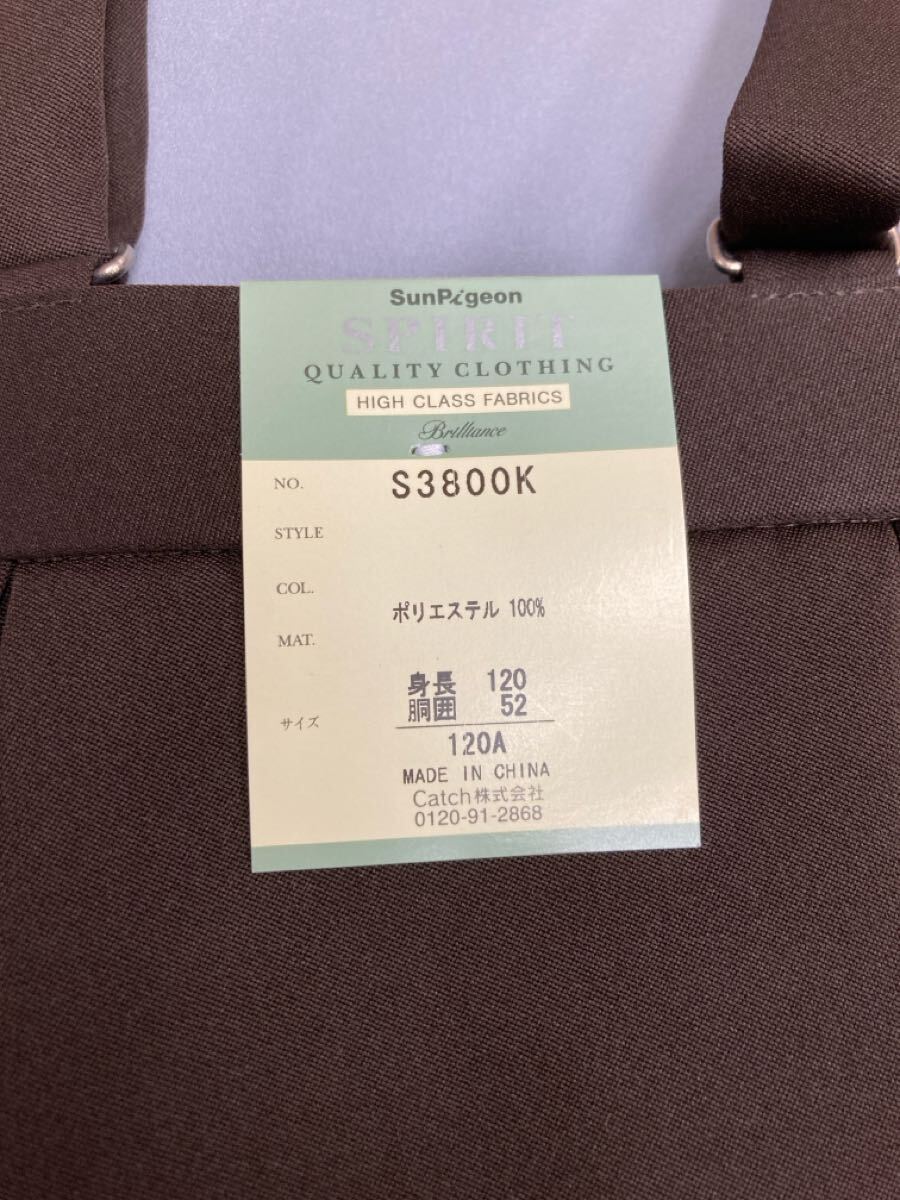 SunPigeon
SPIRIT
QUALITY CLOTHING
HIGH CLASS FABRICS
Brilliance
NO. S3800K
STYLE
COL.
ポリエステル 100%
MAT.
身長 120
胴囲 52
サイズ
120A
MADE IN CHINA
Catch株式会社
0120-91-2868